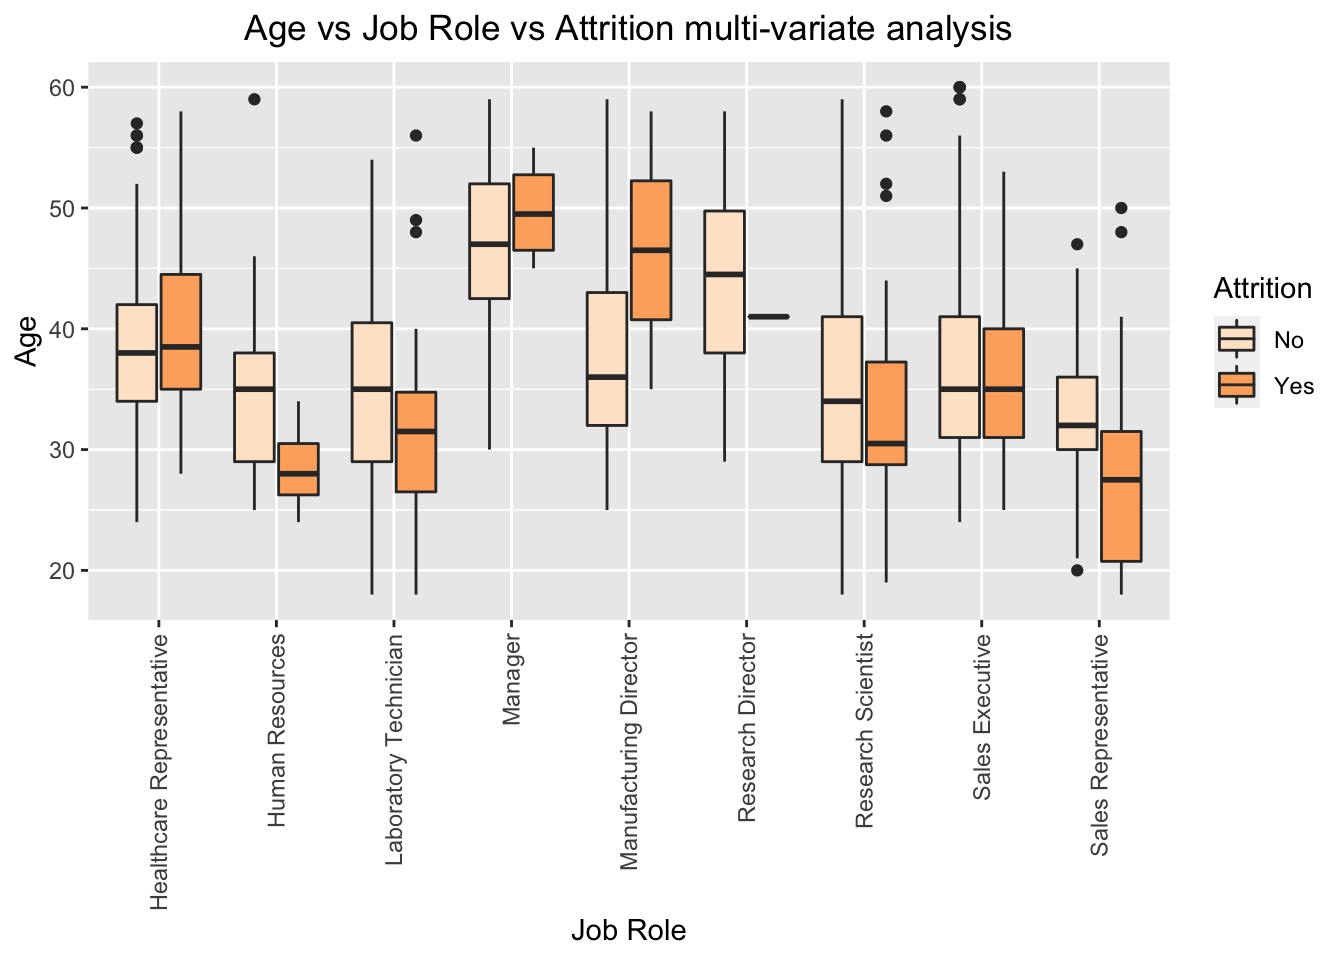 Age vs Job Role vs Attrition multi-variate analysis
60
50
40
30
20
Age
Healthcare Representative
Human Resources
Laboratory Technician
Manager
Manufacturing Director
Research Director
Research Scientist
Sales Executive
Sales Representative
Job Role
Attrition
No
Yes